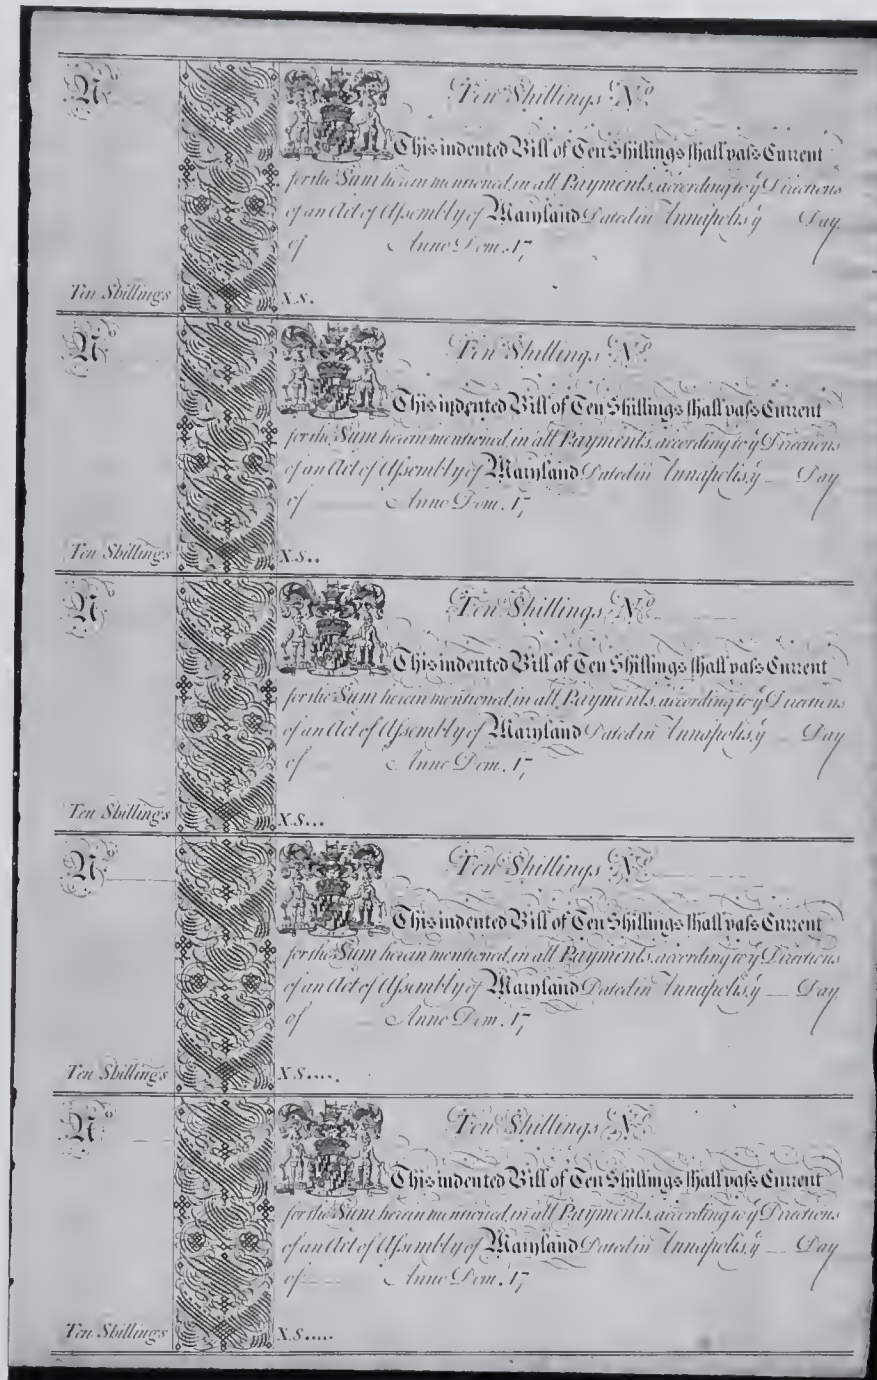 No Ten Shillings No
This indented Bill of Ten Shillings shall pass Current
for the Sum herein mentioned, in all Payments, according to ye Directions
of an Act of Assembly of Maryland Dated in Annapolis, ye Day
of Anno Dom. 17
Ten Shillings X.S.
No Ten Shillings No
This indented Bill of Ten Shillings shall pass Current
for the Sum herein mentioned, in all Payments, according to ye Directions
of an Act of Assembly of Maryland Dated in Annapolis, ye Day
of Anno Dom. 17
Ten Shillings X.S..
No Ten Shillings No
This indented Bill of Ten Shillings shall pass Current
for the Sum herein mentioned, in all Payments, according to ye Directions
of an Act of Assembly of Maryland Dated in Annapolis, ye Day
of Anno Dom. 17
Ten Shillings X.S...
No Ten Shillings No
This indented Bill of Ten Shillings shall pass Current
for the Sum herein mentioned, in all Payments, according to ye Directions
of an Act of Assembly of Maryland Dated in Annapolis, ye Day
of Anno Dom. 17
Ten Shillings X.S....
No Ten Shillings No
This indented Bill of Ten Shillings shall pass Current
for the Sum herein mentioned, in all Payments, according to ye Directions
of an Act of Assembly of Maryland Dated in Annapolis, ye Day
of Anno Dom. 17
Ten Shillings X.S.....